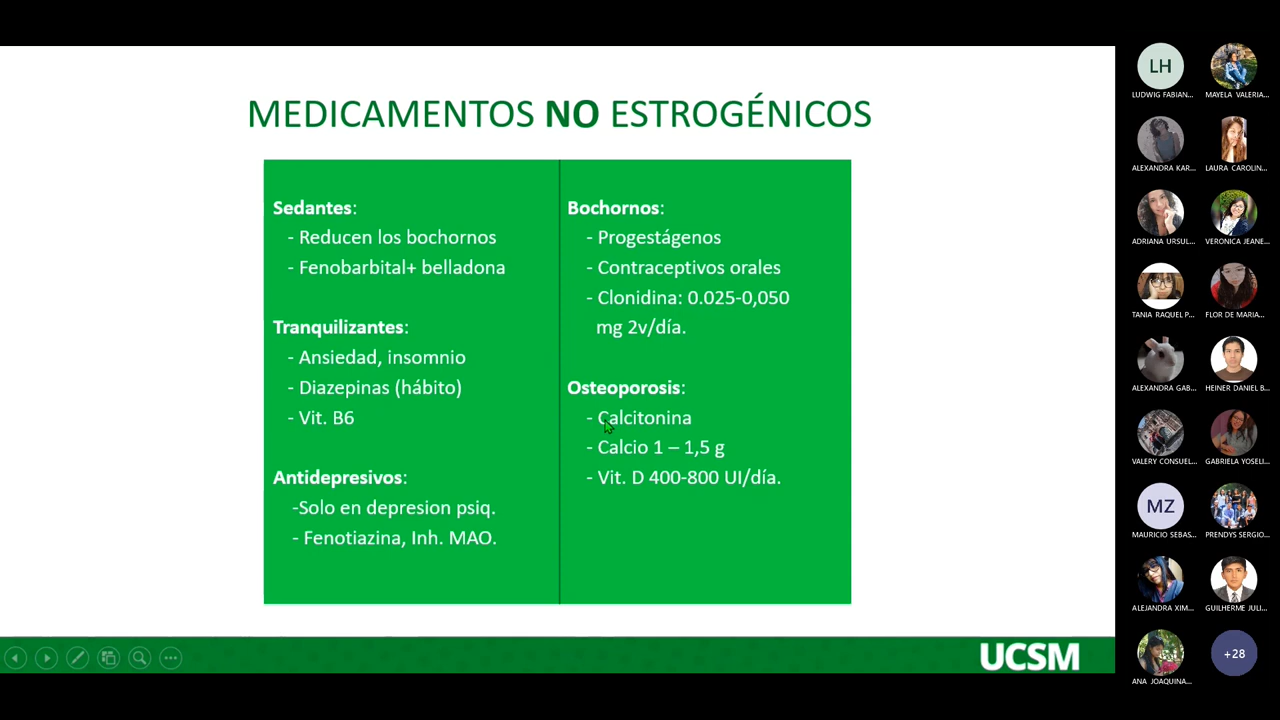 MEDICAMENTOS NO ESTROGÉNICOS
Sedantes:
- Reducen los bochornos
- Fenobarbital+ belladona
Tranquilizantes:
- Ansiedad, insomnio
- Diazepinas (hábito)
- Vit. B6
Antidepresivos:
-Solo en depresion psiq.
- Fenotiazina, Inh. MAO.
Bochornos:
- Progestágenos
- Contraceptivos orales
- Clonidina: 0.025-0,050
mg 2v/día.
Osteoporosis:
- Calcitonina
- Calcio 1 – 1,5 g
- Vit. D 400-800 UI/día.
UCSM
LH
LUDWIG FABIAN...
MAYELA VALERIA...
ALEXANDRA KAR...
LAURA CAROLIN...
ADRIANA URSUL...
VERONICA JEANE...
TANIA RAQUEL P...
FLOR DE MARIA...
ALEXANDRA GAB...
HEINER DANIEL B...
VALERY CONSUEL...
GABRIELA YOSELI...
MZ
MAURICIO SEBAS...
PRENDYS SERGIO...
ALEJANDRA XIM...
GUILHERME JULI...
ANA JOAQUINA...
+28